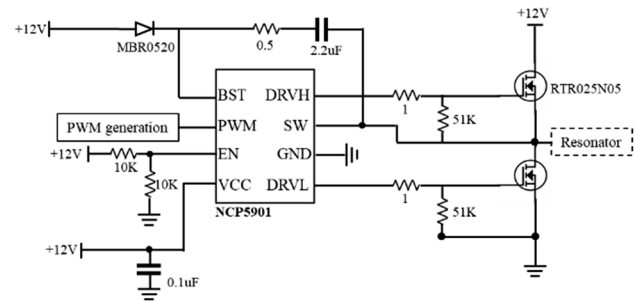 +12V
MBR0520
0.5
2.2uF
+12V
RTR025N05
BST
DRVH
1
51K
PWM generation
PWM
SW
Resonator
+12V
10K
EN
GND
10K
VCC
DRVL
1
51K
NCP5901
+12V
0.1uF